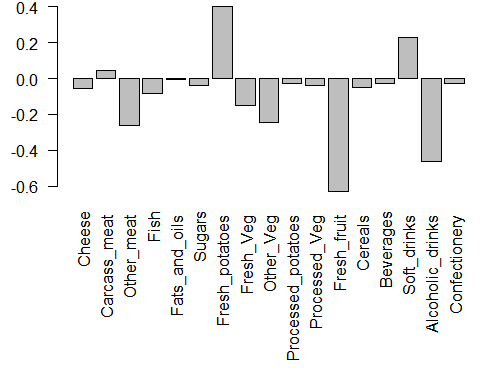 0.4
0.2
0.0
-0.2
-0.4
-0.6
Cheese
Carcass_meat
Other_meat
Fish
Fats_and_oils
Sugars
Fresh_potatoes
Fresh_Veg
Other_Veg
Processed_potatoes
Processed_Veg
Fresh_fruit
Cereals
Beverages
Soft_drinks
Alcoholic_drinks
Confectionery